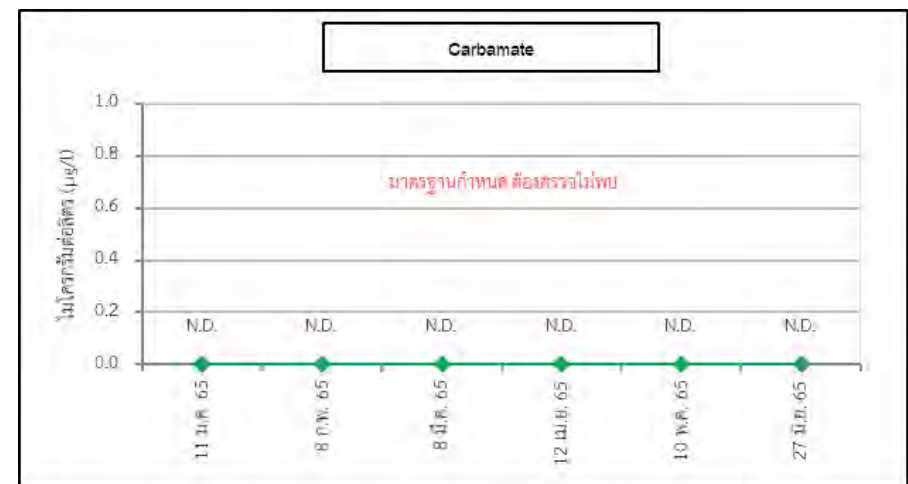 Carbamate
ไมโครกรัมต่อลิตร (µg/l)
1.0
0.8
0.6
0.4
0.2
0.0
มาตรฐานกำหนด ต้องตรวจไม่พบ
N.D.
N.D.
N.D.
N.D.
N.D.
N.D.
11 ม.ค 65
8 ก.พ. 65
8 มี.ค. 65
12 เม.ย. 65
10 พ.ค. 65
27 มิ.ย. 65